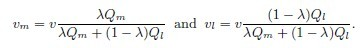 v_m = v \frac{\lambda Q_m}{\lambda Q_m + (1 - \lambda) Q_l} and v_l = v \frac{(1 - \lambda) Q_l}{\lambda Q_m + (1 - \lambda) Q_l}.